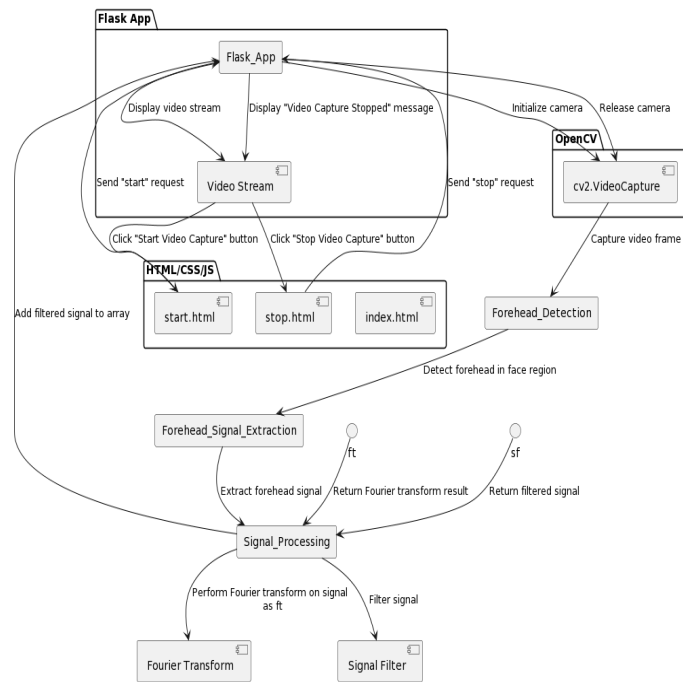 Flask App
Flask_App
Display video stream
Display "Video Capture Stopped" message
Initialize camera
Release camera
OpenCV
Video Stream
cv2.VideoCapture
Send "start" request
Send "stop" request
Click "Start Video Capture" button
Click "Stop Video Capture" button
Capture video frame
HTML/CSS/JS
start.html
stop.html
index.html
Add filtered signal to array
Forehead_Detection
Detect forehead in face region
Forehead_Signal_Extraction
ft
sf
Extract forehead signal
Return Fourier transform result
Return filtered signal
Signal_Processing
Perform Fourier transform on signal
as ft
Filter signal
Fourier Transform
Signal Filter